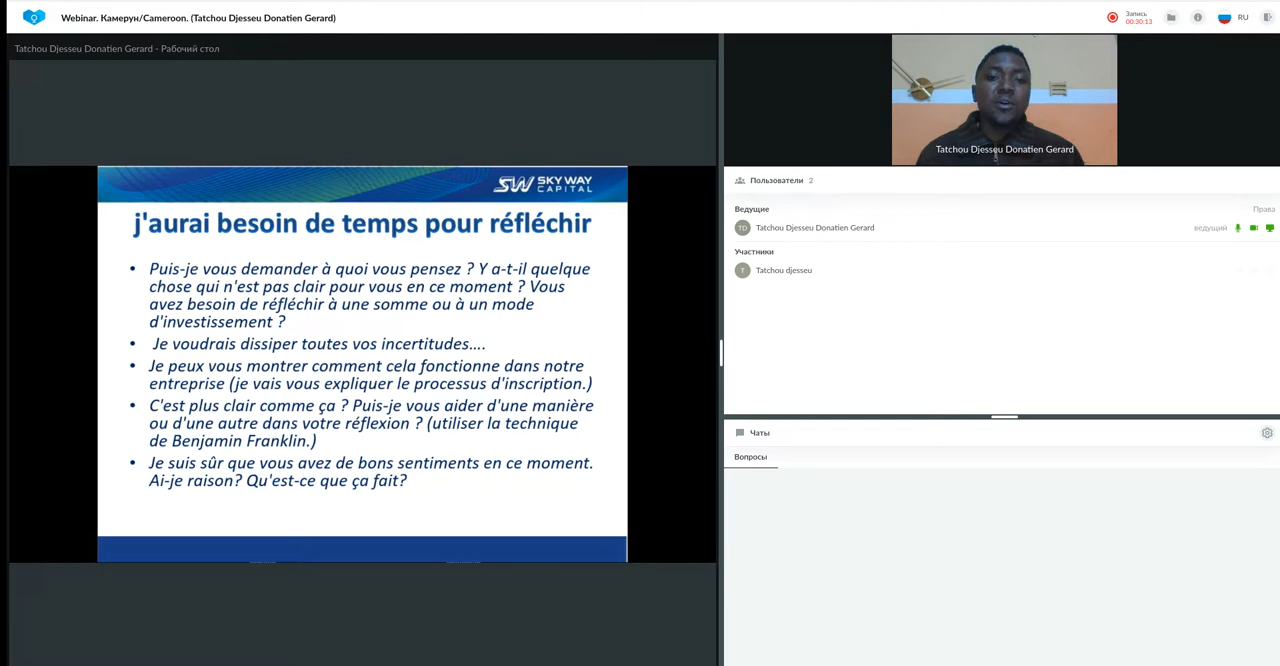 Webinar. Камерун/Cameroon. (Tatchou Djesseu Donatien Gerard)
Запись
00:30:13
RU
Tatchou Djesseu Donatien Gerard - Рабочий стол
SW SKY WAY
CAPITAL
j'aurai besoin de temps pour réfléchir
• Puis-je vous demander à quoi vous pensez ? Y a-t-il quelque
chose qui n'est pas clair pour vous en ce moment ? Vous
avez besoin de réfléchir à une somme ou à un mode
d'investissement ?
• Je voudrais dissiper toutes vos incertitudes....
• Je peux vous montrer comment cela fonctionne dans notre
entreprise (je vais vous expliquer le processus d'inscription.)
• C'est plus clair comme ça ? Puis-je vous aider d'une manière
ou d'une autre dans votre réflexion ? (utiliser la technique
de Benjamin Franklin.)
• Je suis sûr que vous avez de bons sentiments en ce moment.
Ai-je raison? Qu'est-ce que ça fait?
Tatchou Djesseu Donatien Gerard
Пользователи 2
Ведущие Права
TD Tatchou Djesseu Donatien Gerard ведущий
Участники
T Tatchou djesseu
Чаты
Вопросы